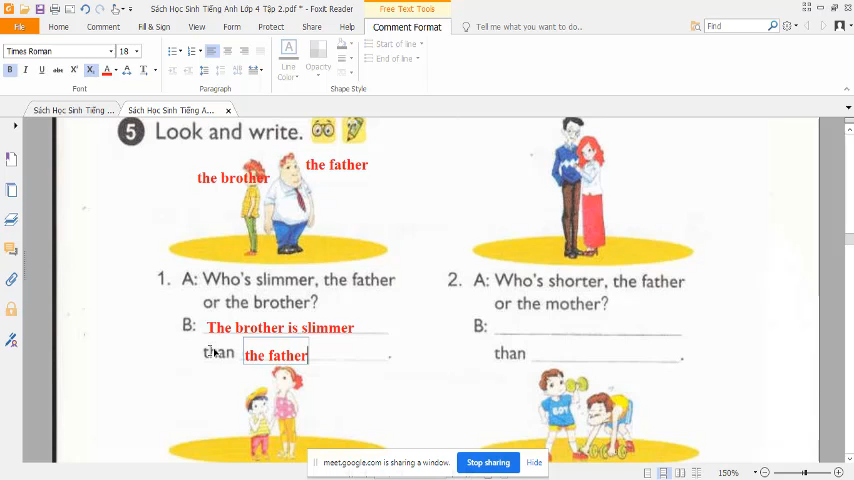 Sách Học Sinh Tiếng Anh Lớp 4 Tập 2.pdf * - Foxit Reader
Free Text Tools
File
Home
Comment
Fill & Sign
View
Form
Protect
Share
Help
Comment Format
Tell me what you want to do...
Find
Times Roman
18
Line Color
Opacity
Start of line
End of line
Font
Paragraph
Shape Style
Sách Học Sinh Tiếng ...
Sách Học Sinh Tiếng A...
5 Look and write.
the brother
the father
1. A: Who's slimmer, the father
or the brother?
B: The brother is slimmer
than the father .
2. A: Who's shorter, the father
or the mother?
B:
than .
BOY
meet.google.com is sharing a window.
Stop sharing
Hide
150%